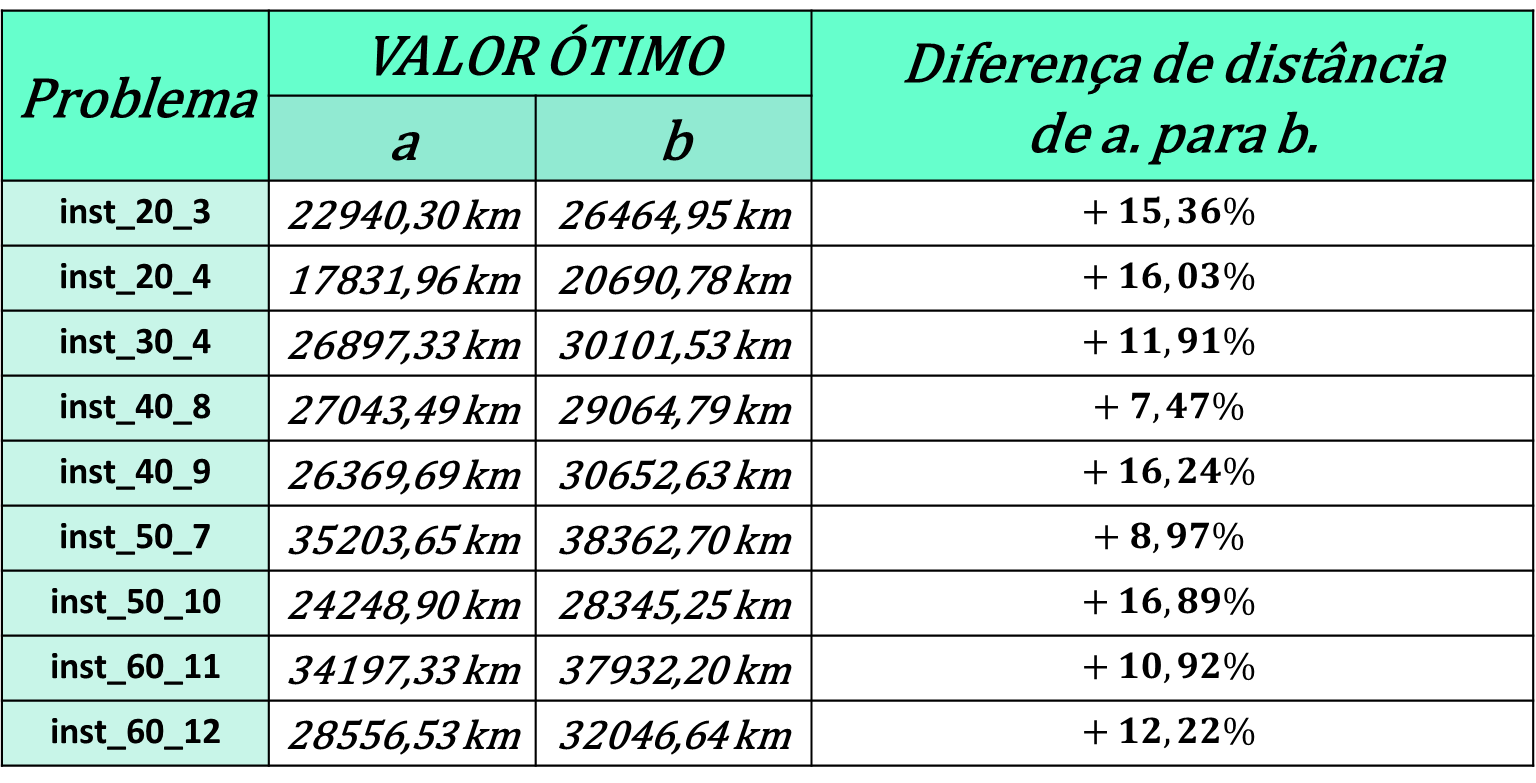 Problema
VALOR ÓTIMO
Diferença de distância
de a. para b.
a
b
inst_20_3 22940,30 km 26464,95 km + 15,36%
inst_20_4 17831,96 km 20690,78 km + 16,03%
inst_30_4 26897,33 km 30101,53 km + 11,91%
inst_40_8 27043,49 km 29064,79 km + 7,47%
inst_40_9 26369,69 km 30652,63 km + 16,24%
inst_50_7 35203,65 km 38362,70 km + 8,97%
inst_50_10 24248,90 km 28345,25 km + 16,89%
inst_60_11 34197,33 km 37932,20 km + 10,92%
inst_60_12 28556,53 km 32046,64 km + 12,22%